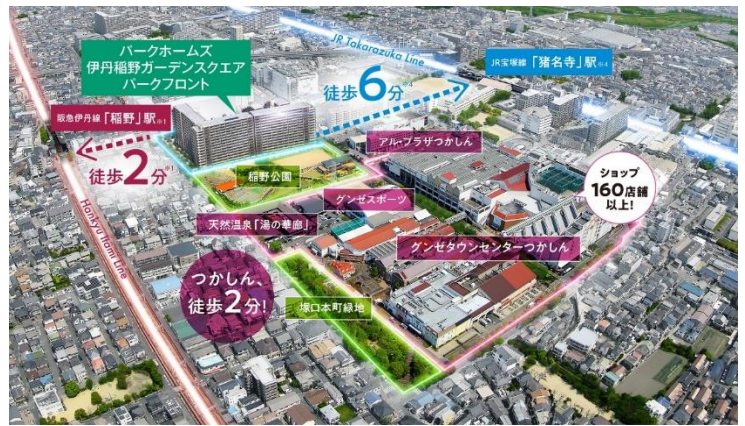 JR Takarazuka Line
パークホームズ
伊丹稲野ガーデンスクエア
パークフロント
JR宝塚線「猪名寺」駅※4
徒歩6分※4
阪急伊丹線「稲野」駅※1
徒歩2分※1
アル・プラザつかしん
稲野公園
グンゼスポーツ
ショップ
160店舗
以上!
天然温泉「湯の華廊」
グンゼタウンセンターつかしん
つかしん、
徒歩2分!
塚口本町緑地
Hankyu Itami Line